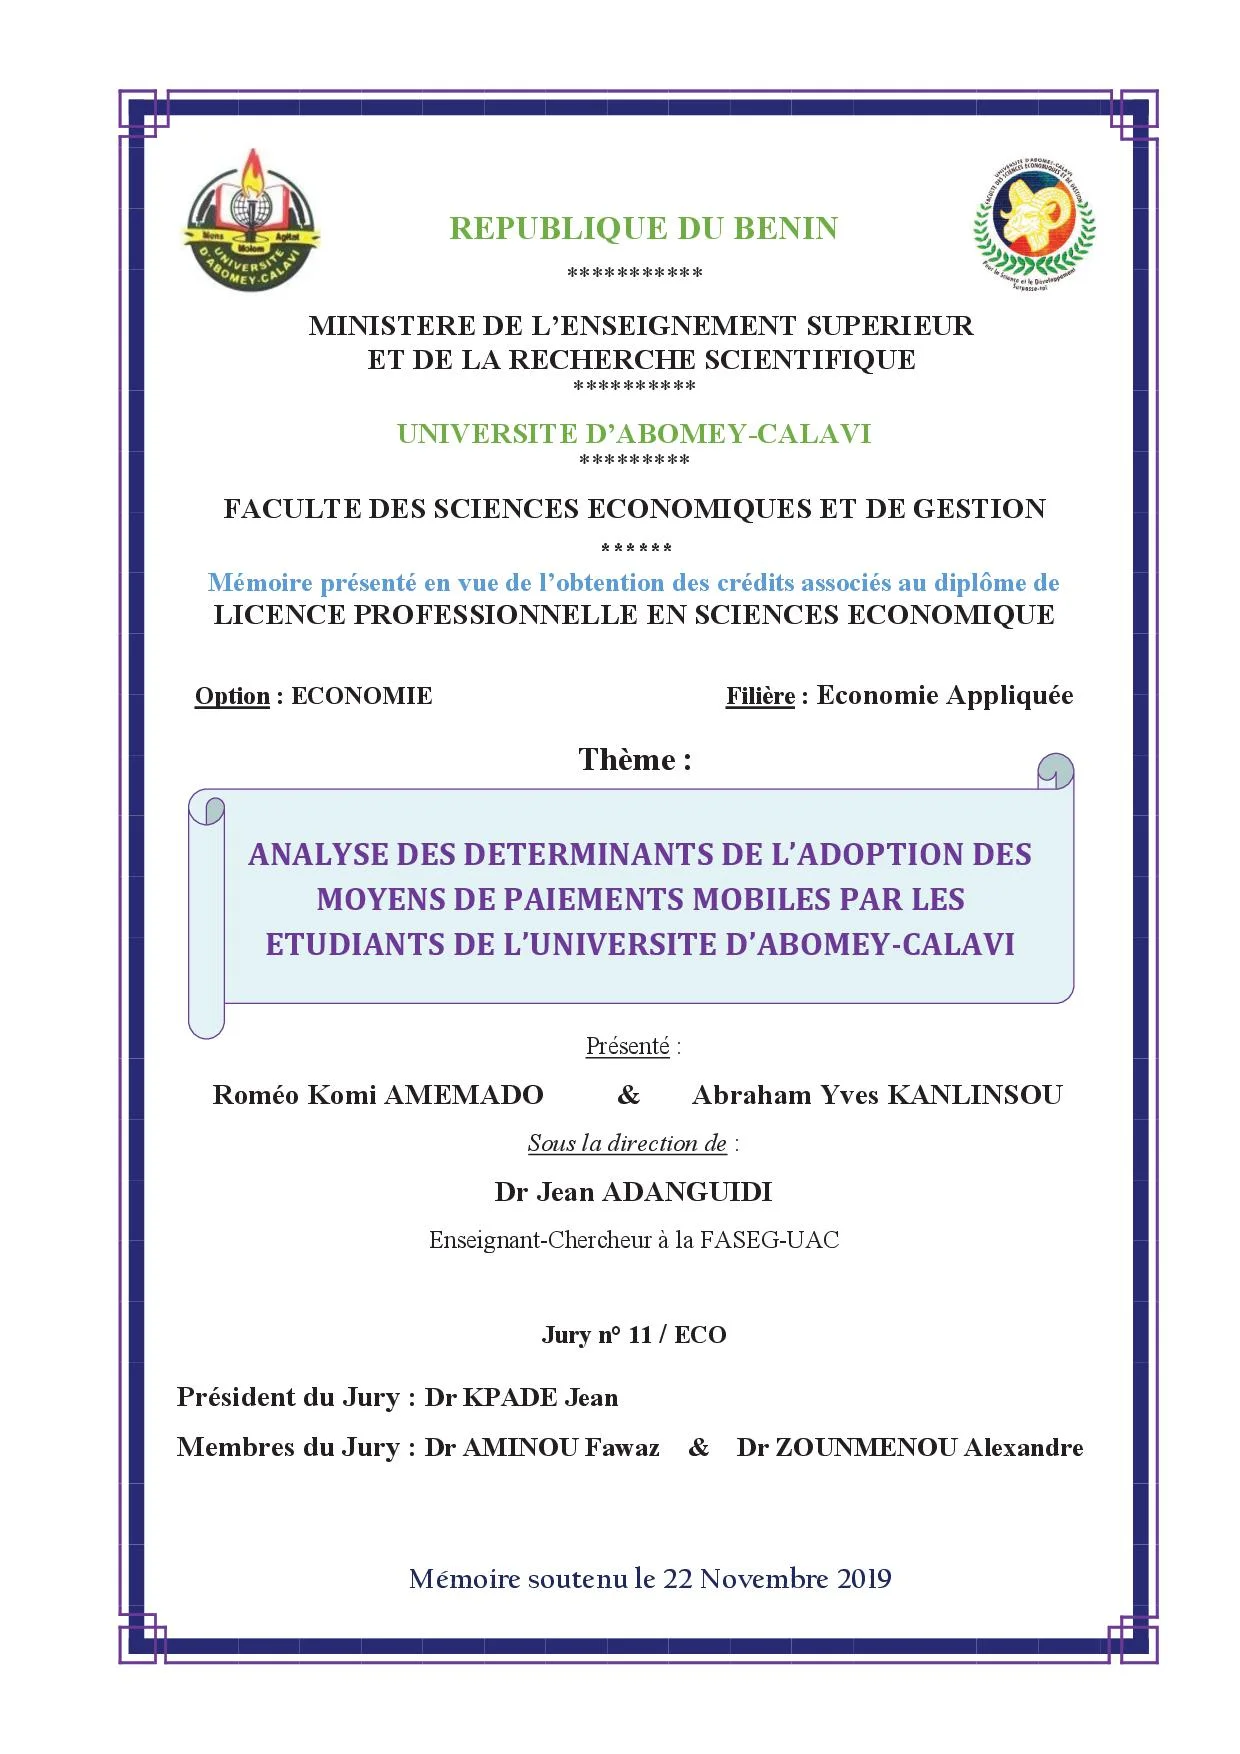 Mens Agitat
Molem
UNIVERSITE
D'ABOMEY-CALAVI
UNIVERSITE D'ABOMEY-CALAVI
FACULTE DES SCIENCES ECONOMIQUES ET DE GESTION
Pour la Science et le Développement
Surpasse-toi
REPUBLIQUE DU BENIN
***********
MINISTERE DE L’ENSEIGNEMENT SUPERIEUR
ET DE LA RECHERCHE SCIENTIFIQUE
**********
UNIVERSITE D’ABOMEY-CALAVI
*********
FACULTE DES SCIENCES ECONOMIQUES ET DE GESTION
******
Mémoire présenté en vue de l’obtention des crédits associés au diplôme de
LICENCE PROFESSIONNELLE EN SCIENCES ECONOMIQUE
Option : ECONOMIE Filière : Economie Appliquée
Thème :
ANALYSE DES DETERMINANTS DE L’ADOPTION DES
MOYENS DE PAIEMENTS MOBILES PAR LES
ETUDIANTS DE L’UNIVERSITE D’ABOMEY-CALAVI
Présenté :
Roméo Komi AMEMADO & Abraham Yves KANLINSOU
Sous la direction de :
Dr Jean ADANGUIDI
Enseignant-Chercheur à la FASEG-UAC
Jury n° 11 / ECO
Président du Jury : Dr KPADE Jean
Membres du Jury : Dr AMINOU Fawaz & Dr ZOUNMENOU Alexandre
Mémoire soutenu le 22 Novembre 2019